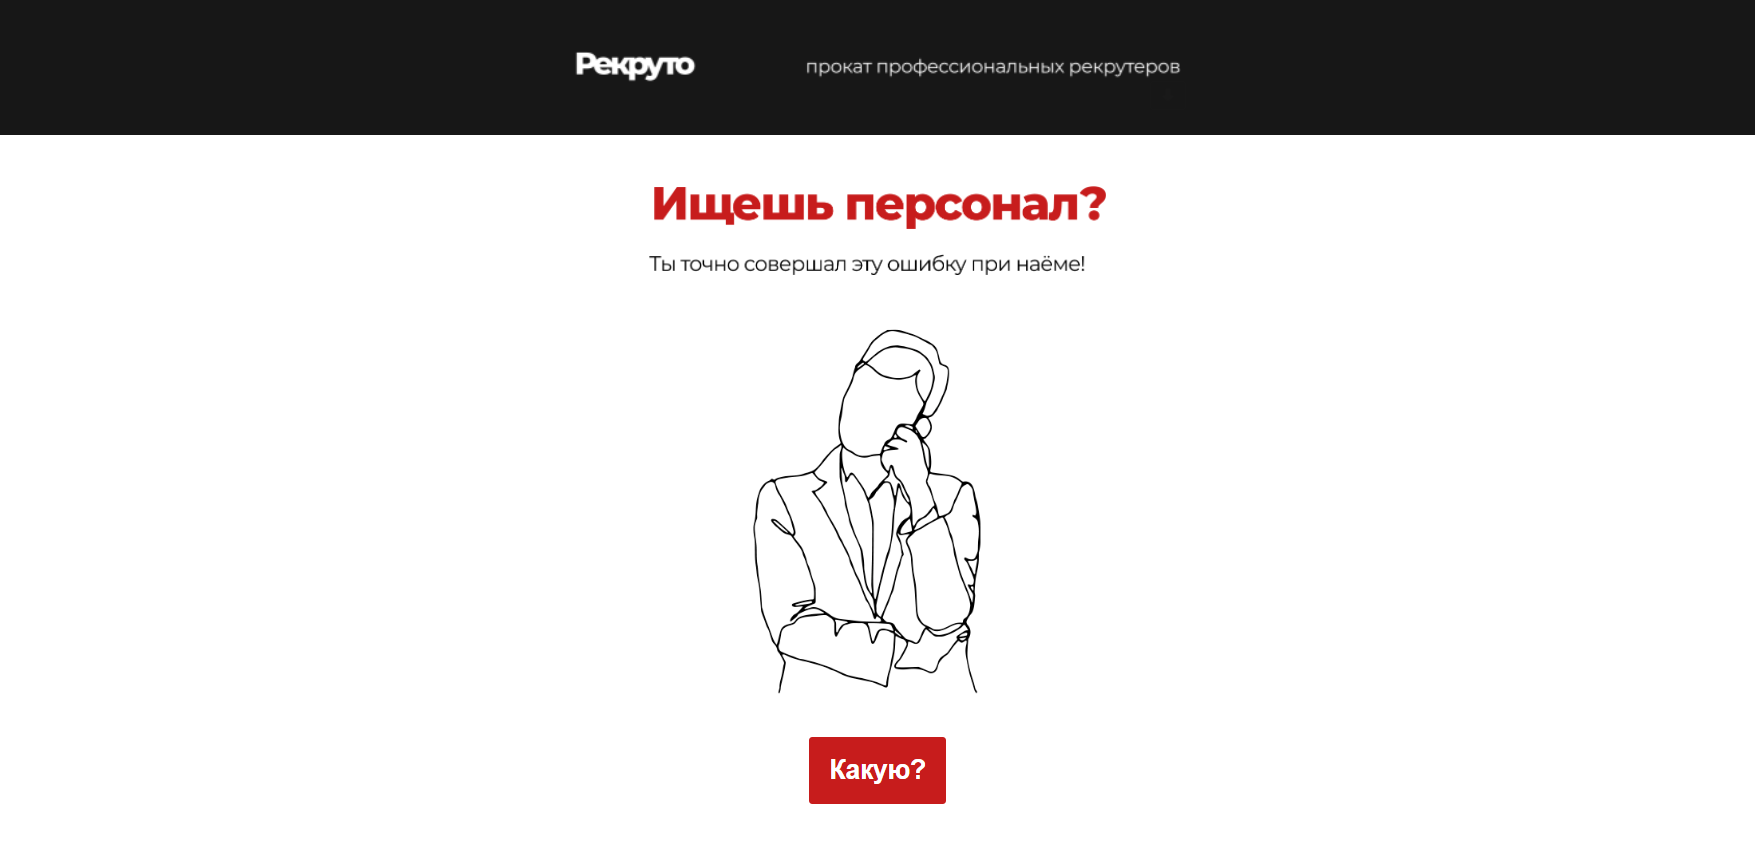 Рекруто
прокат профессиональных рекрутеров
Ищешь персонал?
Ты точно совершал эту ошибку при наёме!
Какую?